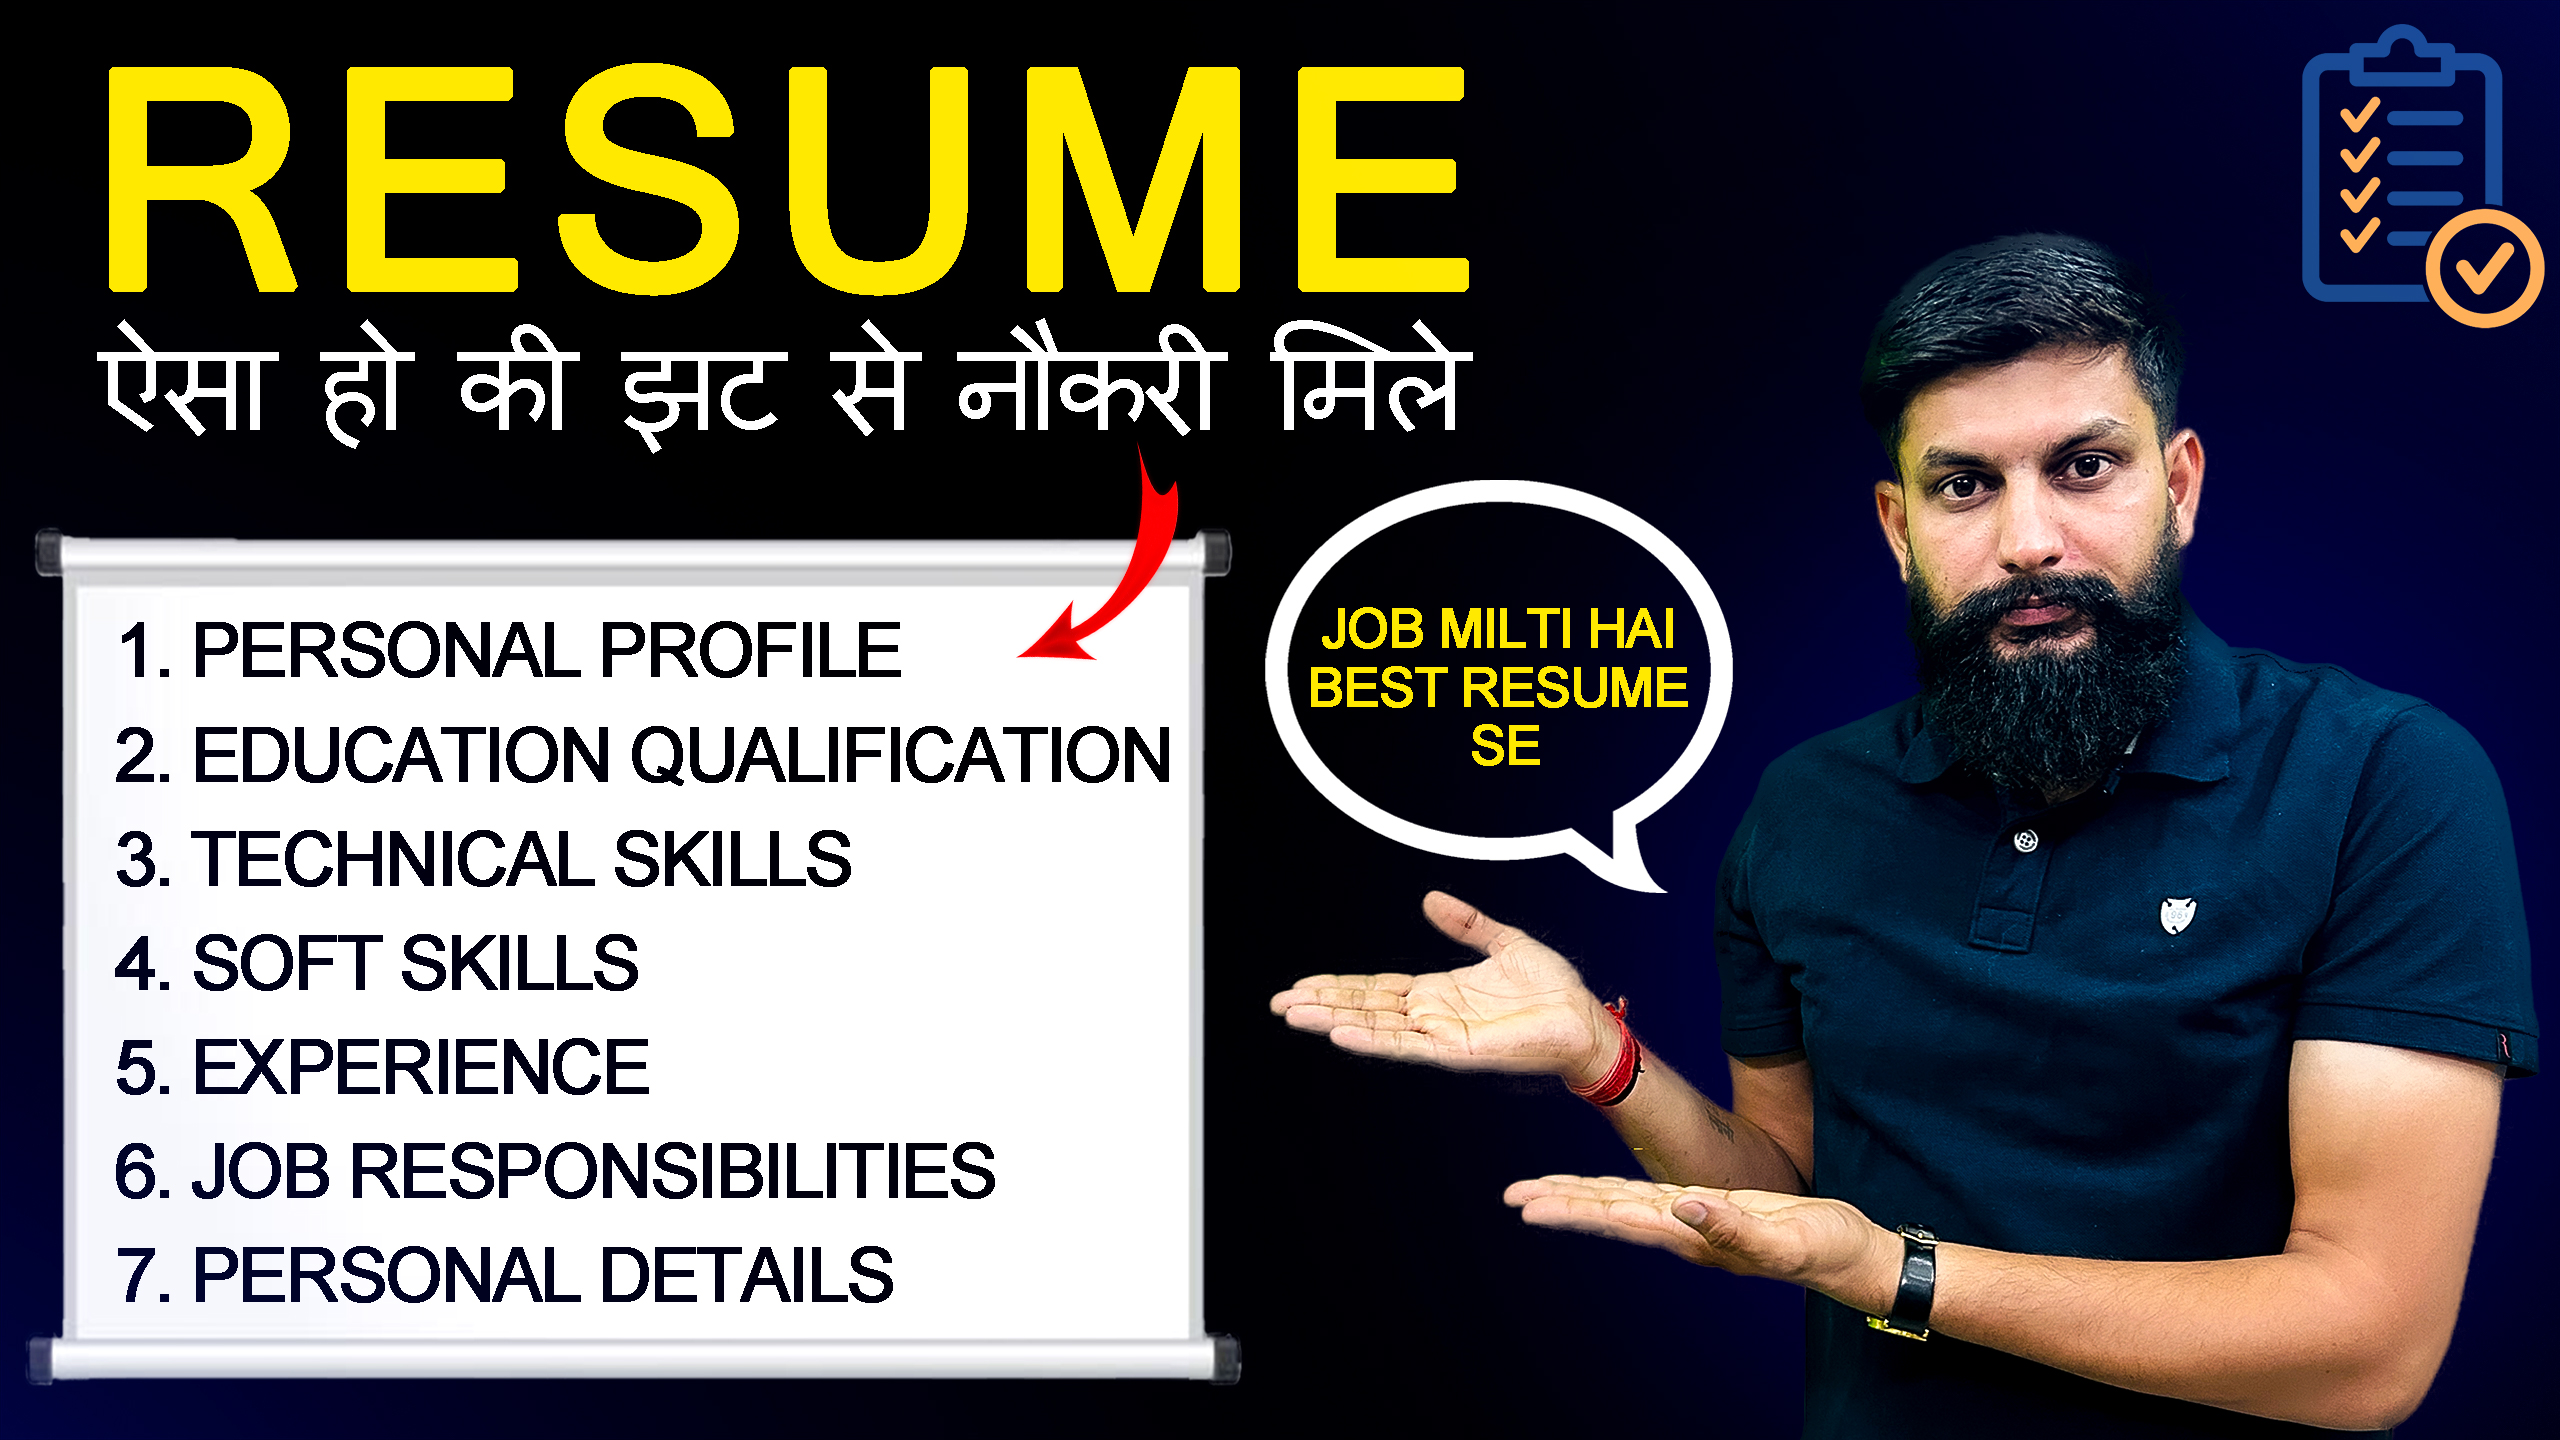 RESUME
ऐसा हो की झट से नौकरी मिले
1. PERSONAL PROFILE
2. EDUCATION QUALIFICATION
3. TECHNICAL SKILLS
4. SOFT SKILLS
5. EXPERIENCE
6. JOB RESPONSIBILITIES
7. PERSONAL DETAILS
JOB MILTI HAI
BEST RESUME
SE